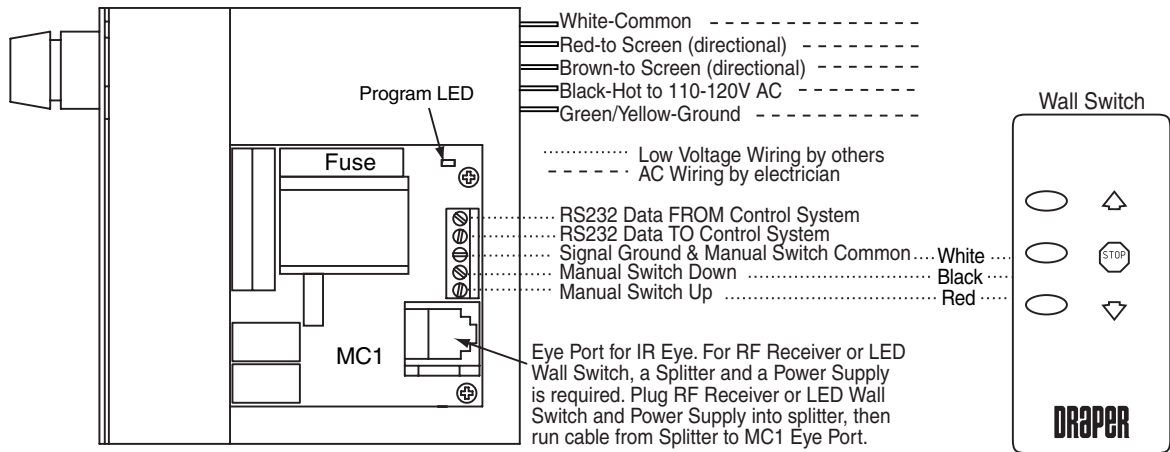 White-Common
Red-to Screen (directional)
Brown-to Screen (directional)
Black-Hot to 110-120V AC
Green/Yellow-Ground
Program LED
Wall Switch
Fuse
Low Voltage Wiring by others
AC Wiring by electrician
RS232 Data FROM Control System
RS232 Data TO Control System
Signal Ground & Manual Switch Common
White
Manual Switch Down
Black
Manual Switch Up
Red
STOP
MC1
Eye Port for IR Eye. For RF Receiver or LED
Wall Switch, a Splitter and a Power Supply
is required. Plug RF Receiver or LED Wall
Switch and Power Supply into splitter, then
run cable from Splitter to MC1 Eye Port.
DRAPER